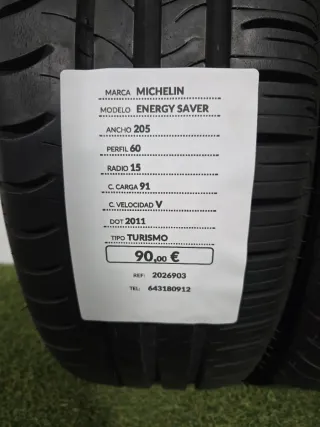 MARCA MICHELIN
MODELO ENERGY SAVER
ANCHO 205
PERFIL 60
RADIO 15
C. CARGA 91
C. VELOCIDAD V
DOT 2011
TIPO TURISMO
90,00 €
REF: 2026903
TEL: 643180912